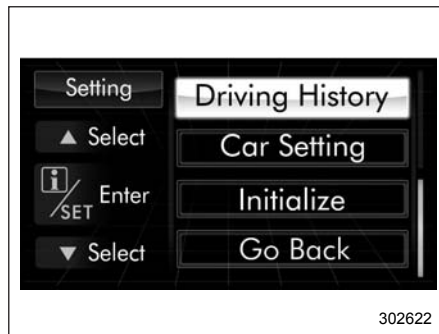 Setting
▲ Select
i/SET Enter
▼ Select
Driving History
Car Setting
Initialize
Go Back
302622